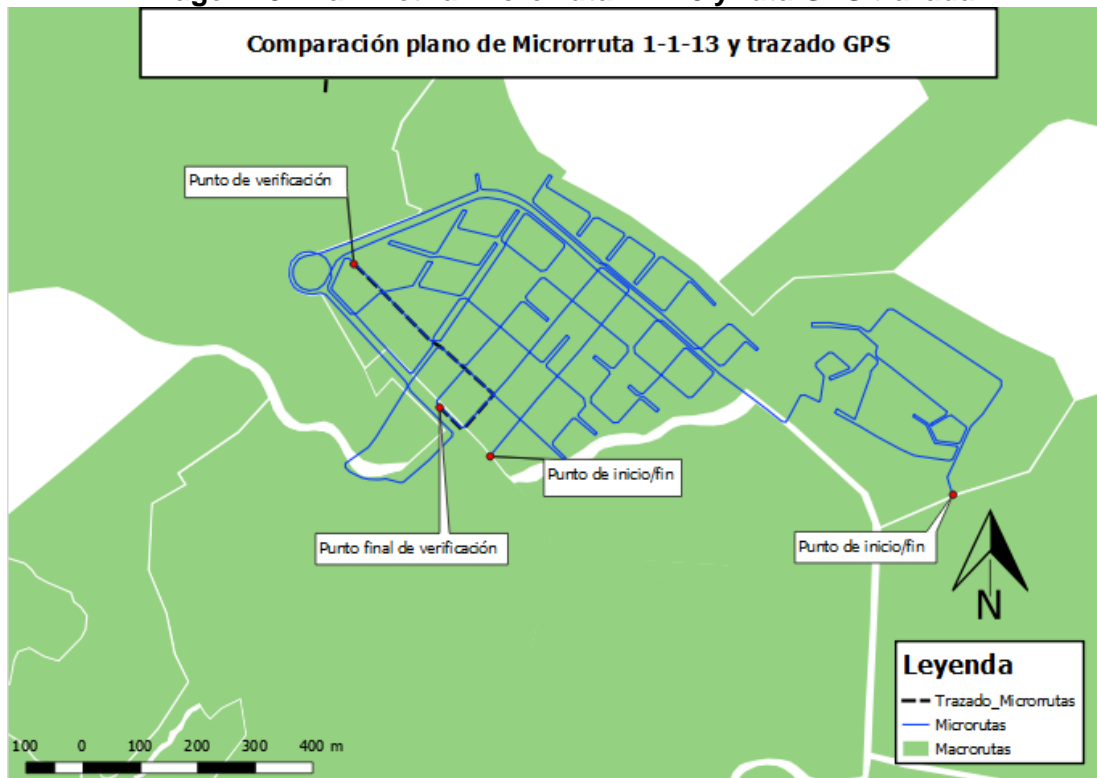 Comparación plano de Microrruta 1-1-13 y trazado GPS
Punto de verificación
Punto de inicio/fin
Punto final de verificación
Punto de inicio/fin
N
Leyenda
Trazado_Microrrutas
Microrutas
Macrorutas
100 0 100 200 300 400 m